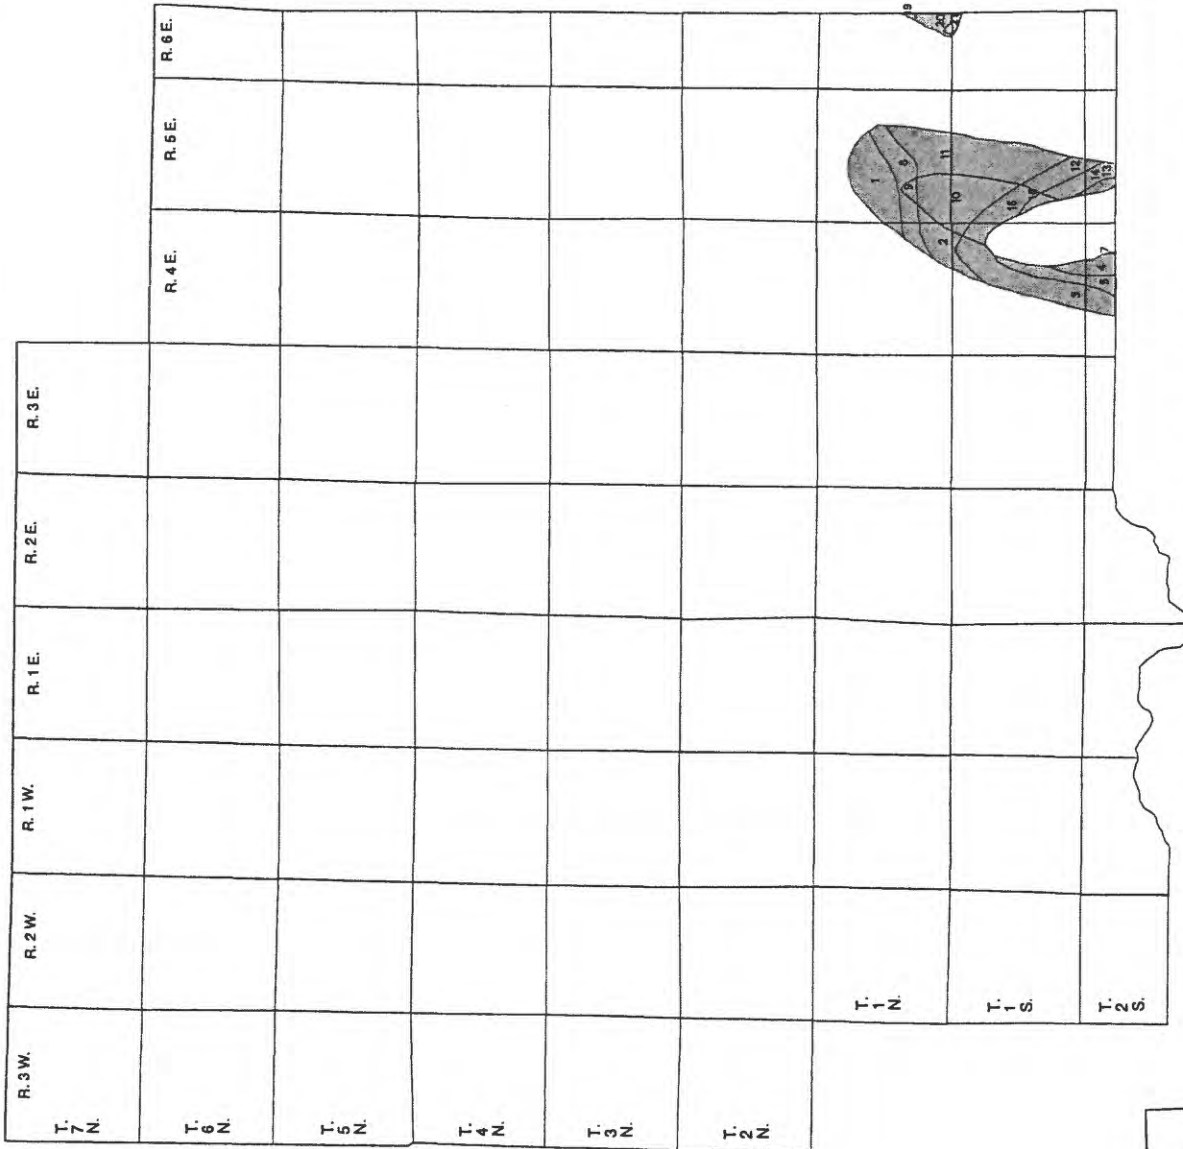 R. 3 W.
R. 2 W.
R. 1 W.
R. 1 E.
R. 2 E.
R. 3 E.
R. 4 E.
R. 5 E.
R. 6 E.
T. 7 N.
T. 6 N.
T. 5 N.
T. 4 N.
T. 3 N.
T. 2 N.
T. 1 N.
T. 1 S.
T. 2 S.
19
20
1
8
9
11
10
2
15
12
14
13
7
4
5
3